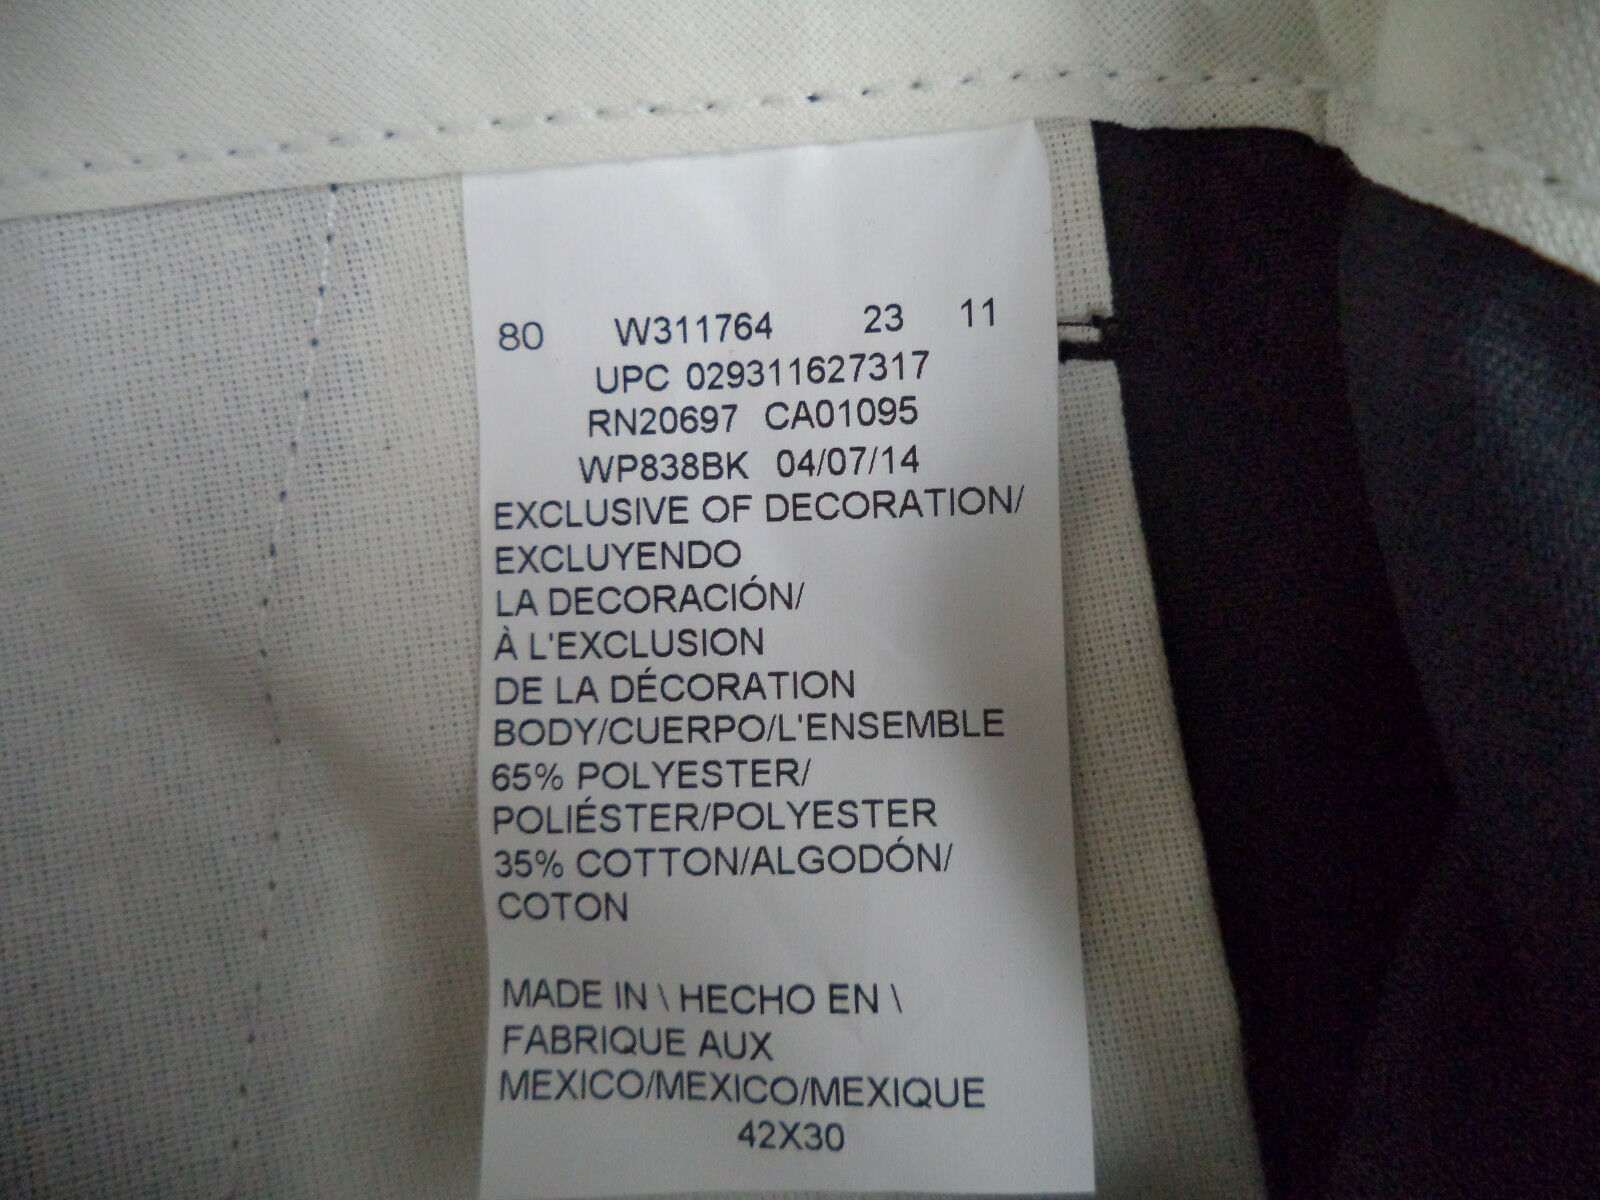 80 W311764 23 11
UPC 029311627317
RN20697 CA01095
WP838BK 04/07/14
EXCLUSIVE OF DECORATION/
EXCLUYENDO
LA DECORACIÓN/
À L'EXCLUSION
DE LA DÉCORATION
BODY/CUERPO/L'ENSEMBLE
65% POLYESTER/
POLIÉSTER/POLYESTER
35% COTTON/ALGODÓN/
COTON
MADE IN \ HECHO EN \
FABRIQUE AUX
MEXICO/MEXICO/MEXIQUE
42X30